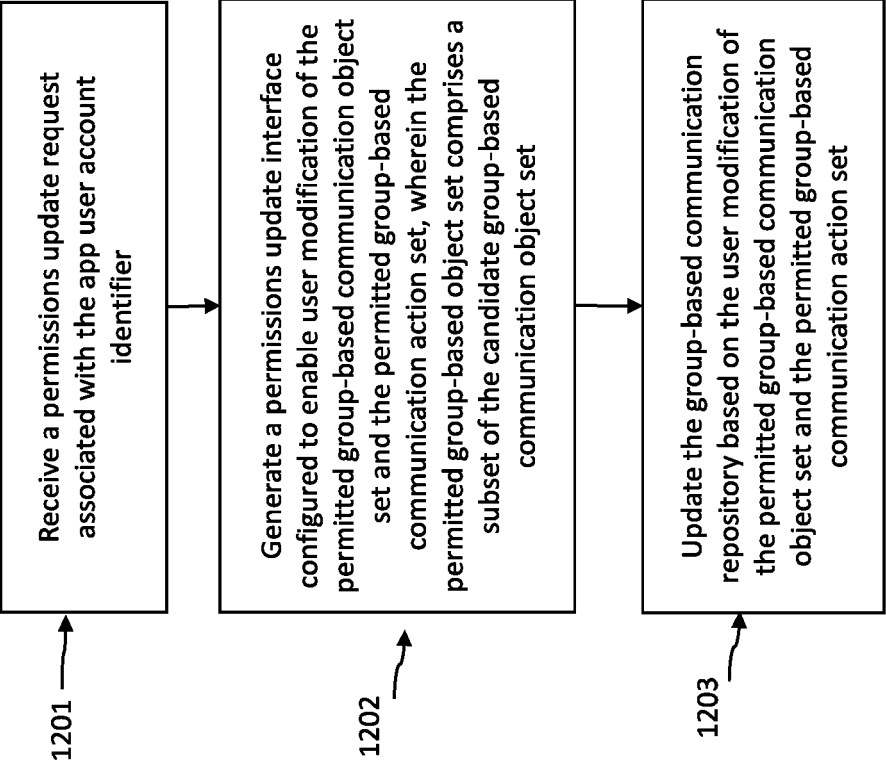 1201
Receive a permissions update request
associated with the app user account
identifier
1202
Generate a permissions update interface
configured to enable user modification of the
permitted group-based communication object
set and the permitted group-based
communication action set, wherein the
permitted group-based object set comprises a
subset of the candidate group-based
communication object set
1203
Update the group-based communication
repository based on the user modification of
the permitted group-based communication
object set and the permitted group-based
communication action set